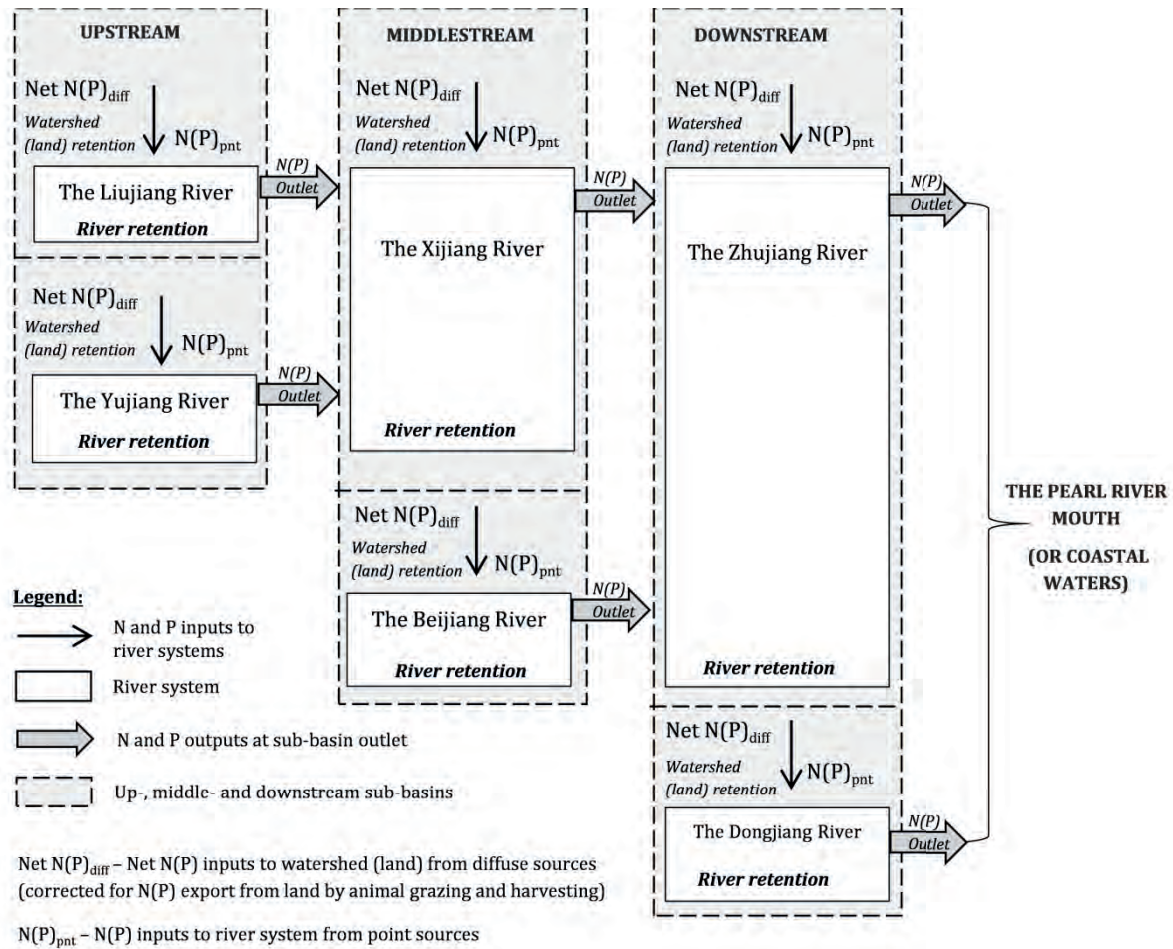 UPSTREAM
Net N(P)diff
Watershed
(land) retention
N(P)pnt
The Liujiang River
River retention
N(P)
Outlet
Net N(P)diff
Watershed
(land) retention
N(P)pnt
The Yujiang River
River retention
N(P)
Outlet
MIDDLESTREAM
Net N(P)diff
Watershed
(land) retention
N(P)pnt
The Xijiang River
River retention
N(P)
Outlet
Net N(P)diff
Watershed
(land) retention
N(P)pnt
The Beijiang River
River retention
N(P)
Outlet
DOWNSTREAM
Net N(P)diff
Watershed
(land) retention
N(P)pnt
The Zhujiang River
River retention
N(P)
Outlet
Net N(P)diff
Watershed
(land) retention
N(P)pnt
The Dongjiang River
River retention
N(P)
Outlet
THE PEARL RIVER
MOUTH
(OR COASTAL
WATERS)
Legend:
N and P inputs to
river systems
River system
N and P outputs at sub-basin outlet
Up-, middle- and downstream sub-basins
Net N(P)diff – Net N(P) inputs to watershed (land) from diffuse sources
(corrected for N(P) export from land by animal grazing and harvesting)
N(P)pnt – N(P) inputs to river system from point sources